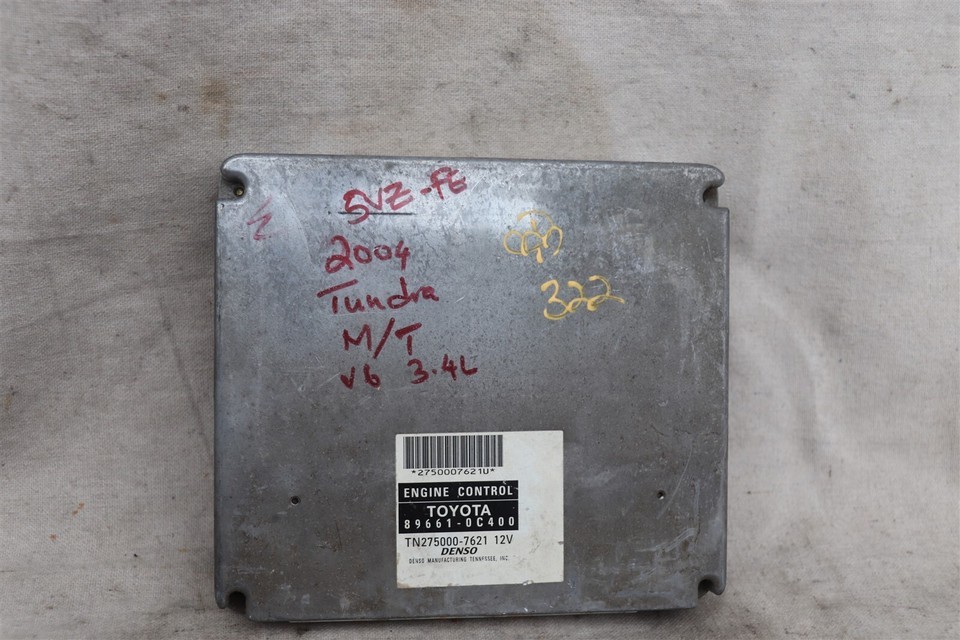 5VZ-FE
2004
Tundra
M/T
V6 3.4L
322
*2750007621U*
ENGINE CONTROL
TOYOTA
89661-0C400
TN275000-7621 12V
DENSO
DENSO MANUFACTURING TENNESSEE, INC.